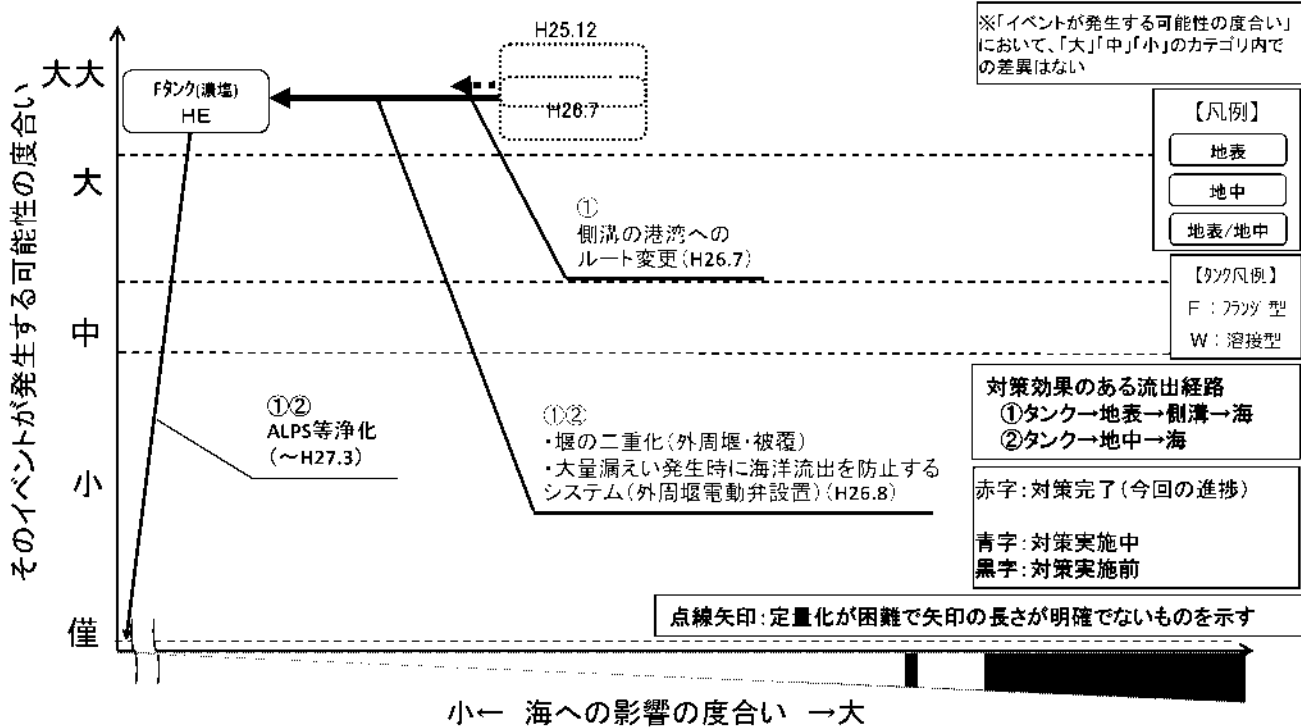 そのイベントが発生する可能性の度合い
大大
大
中
小
僅
Fタンク(濃塩)
HE
H25.12
H26.7
※「イベントが発生する可能性の度合い」
において、「大」「中」「小」のカテゴリ内で
の差異はない
【凡例】
地表
地中
地表/地中
【タンク凡例】
F：フランジ型
W：溶接型
①
側溝の港湾への
ルート変更(H26.7)
①②
ALPS等浄化
(～H27.3)
①②
・堰の二重化(外周堰・被覆)
・大量漏えい発生時に海洋流出を防止する
システム(外周堰電動弁設置)(H26.8)
対策効果のある流出経路
①タンク→地表→側溝→海
②タンク→地中→海
赤字：対策完了(今回の進捗)
青字：対策実施中
黒字：対策実施前
点線矢印：定量化が困難で矢印の長さが明確でないものを示す
小← 海への影響の度合い →大